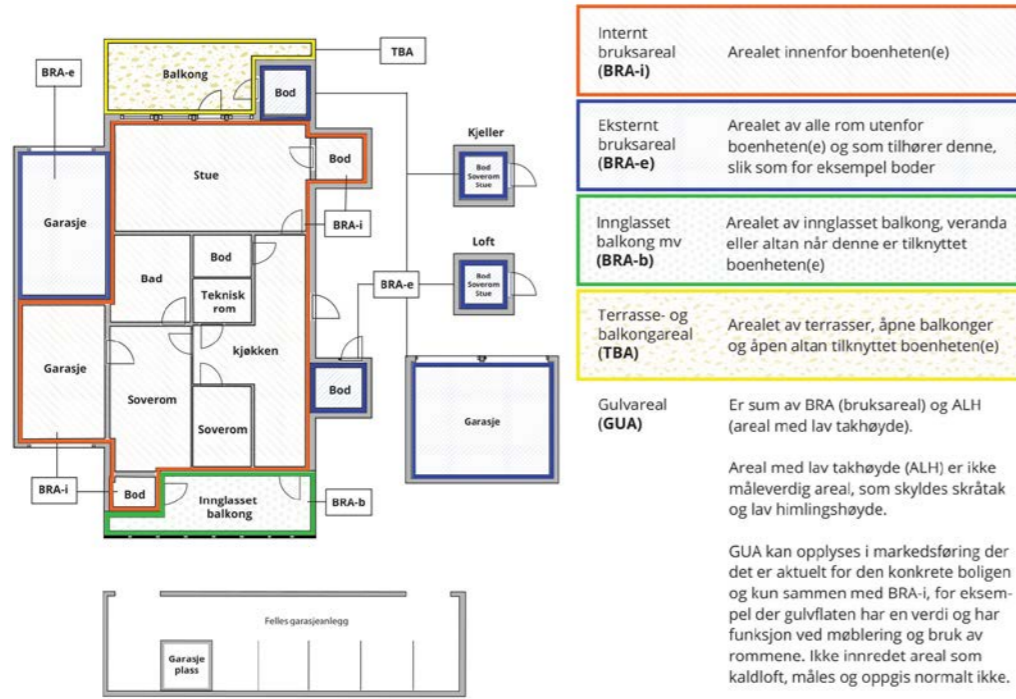 TBA
BRA-e
Balkong
Bod
Kjeller
Bod
Soverom
Stue
Stue
Bod
Garasje
BRA-i
Loft
Bod
Soverom
Stue
Bad
Bod
Teknisk
rom
BRA-e
kjøkken
Garasje
Soverom
Bod
Soverom
Garasje
BRA-i
Bod
Innglasset
balkong
BRA-b
Felles garasjeanlegg
Garasje
plass
Internt
bruksareal
(BRA-i)
Arealet innenfor boenheten(e)
Eksternt
bruksareal
(BRA-e)
Arealet av alle rom utenfor
boenheten(e) og som tilhører denne,
slik som for eksempel boder
Innglasset
balkong mv
(BRA-b)
Arealet av innglasset balkong, veranda
eller altan når denne er tilknyttet
boenheten(e)
Terrasse- og
balkongareal
(TBA)
Arealet av terrasser, åpne balkonger
og åpen altan tilknyttet boenheten(e)
Gulvareal
(GUA)
Er sum av BRA (bruksareal) og ALH
(areal med lav takhøyde).
Areal med lav takhøyde (ALH) er ikke
måleverdig areal, som skyldes skråtak
og lav himlingshøyde.
GUA kan opplyses i markedsføring der
det er aktuelt for den konkrete boligen
og kun sammen med BRA-i, for eksem-
pel der gulvflaten har en verdi og har
funksjon ved møblering og bruk av
rommene. Ikke innredet areal som
kaldloft, måles og oppgis normalt ikke.